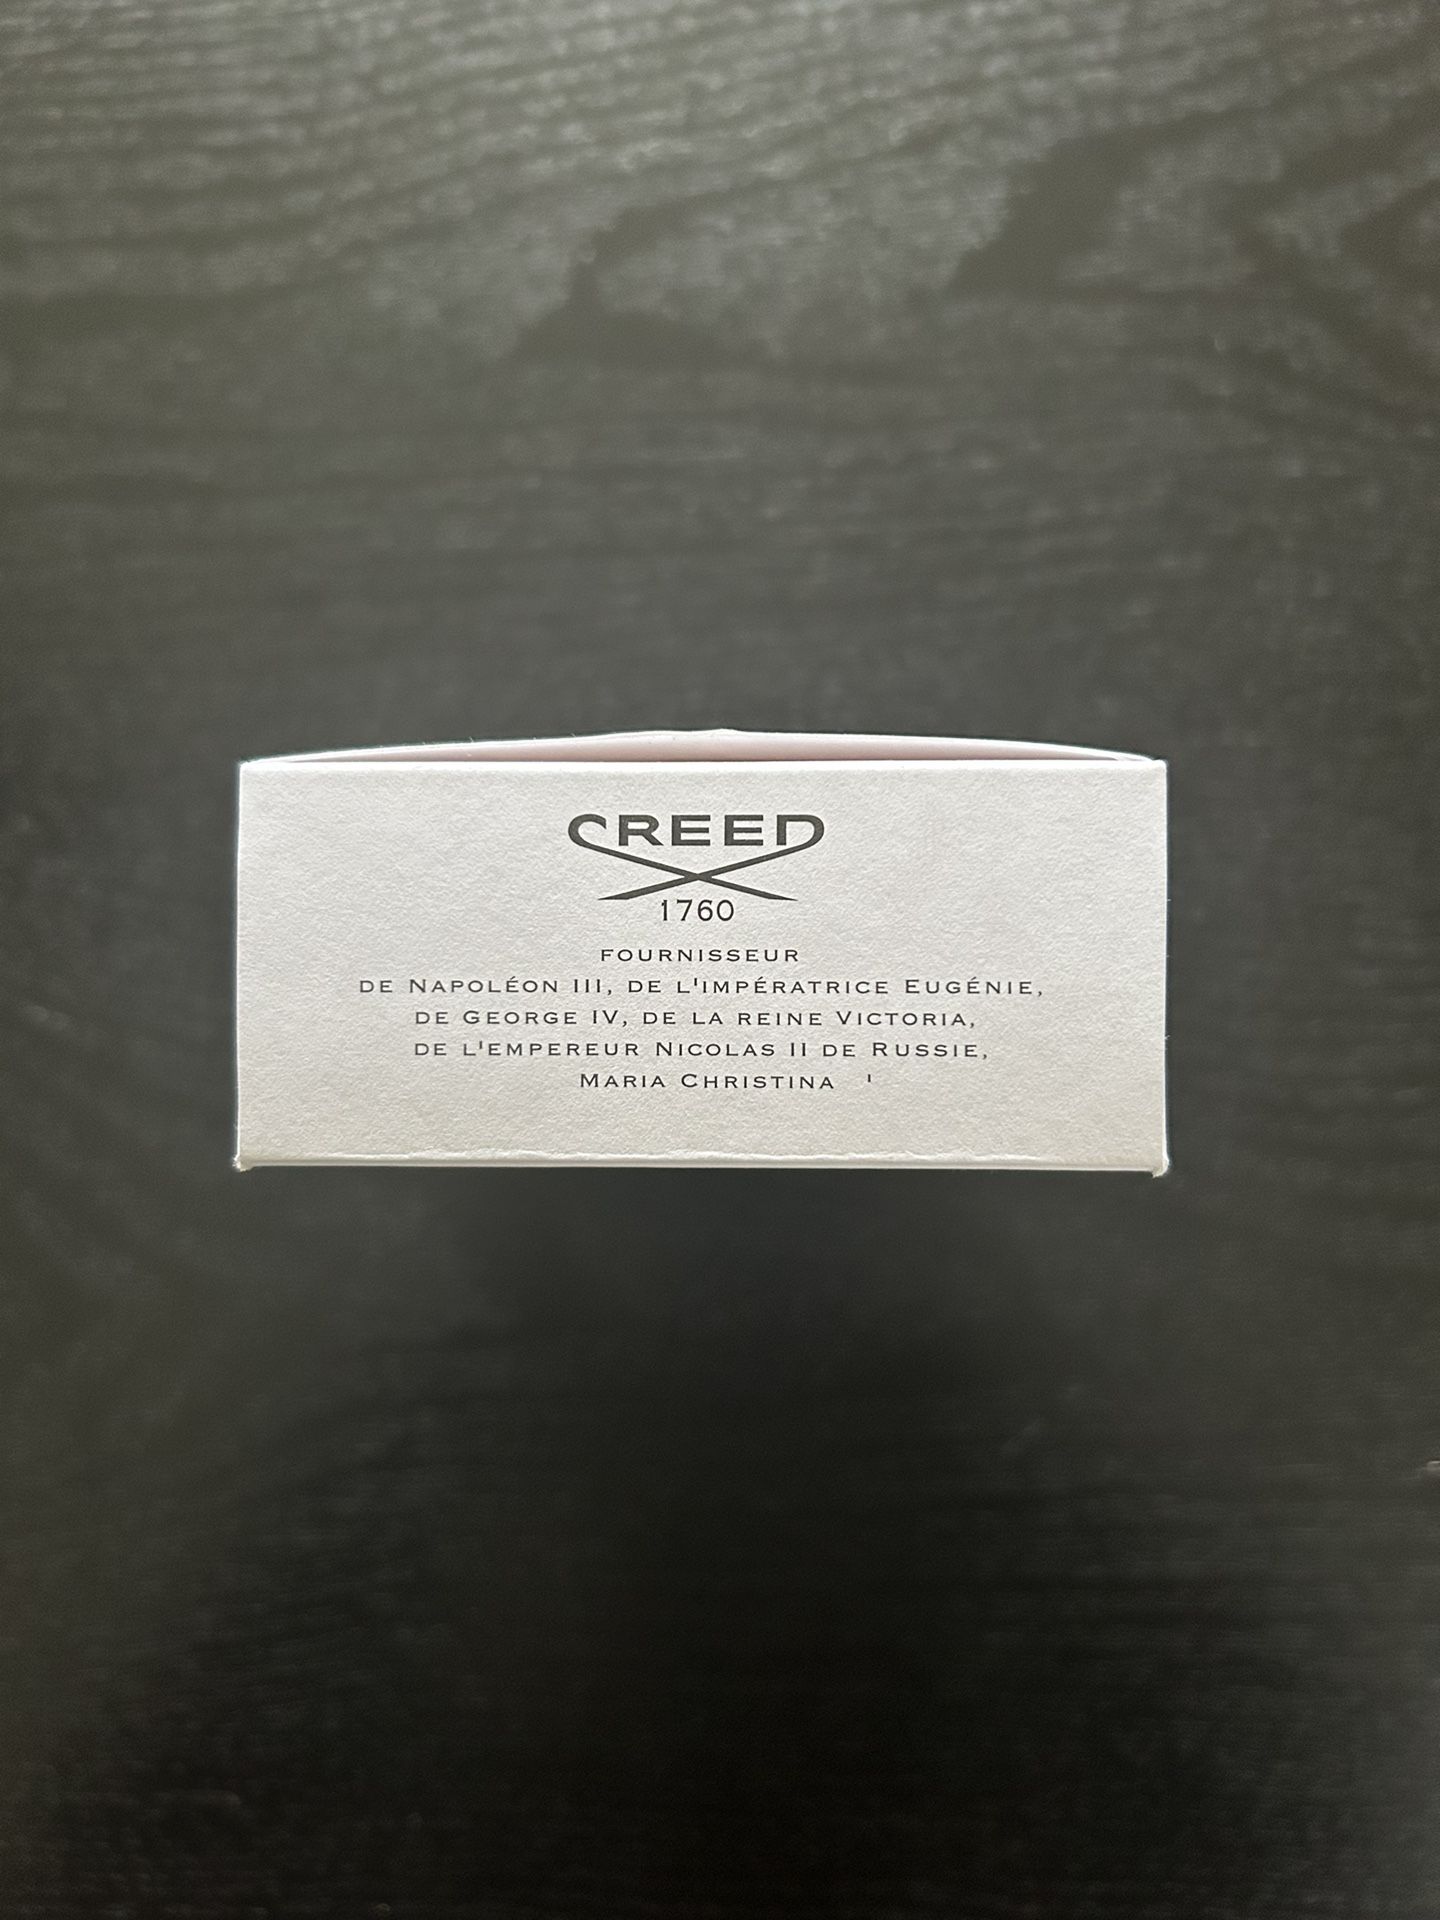 CREED
1760
FOURNISSEUR
DE NAPOLÉON III, DE L'IMPÉRATRICE EUGÉNIE,
DE GEORGE IV, DE LA REINE VICTORIA,
DE L'EMPEREUR NICOLAS II DE RUSSIE,
MARIA CHRISTINA '